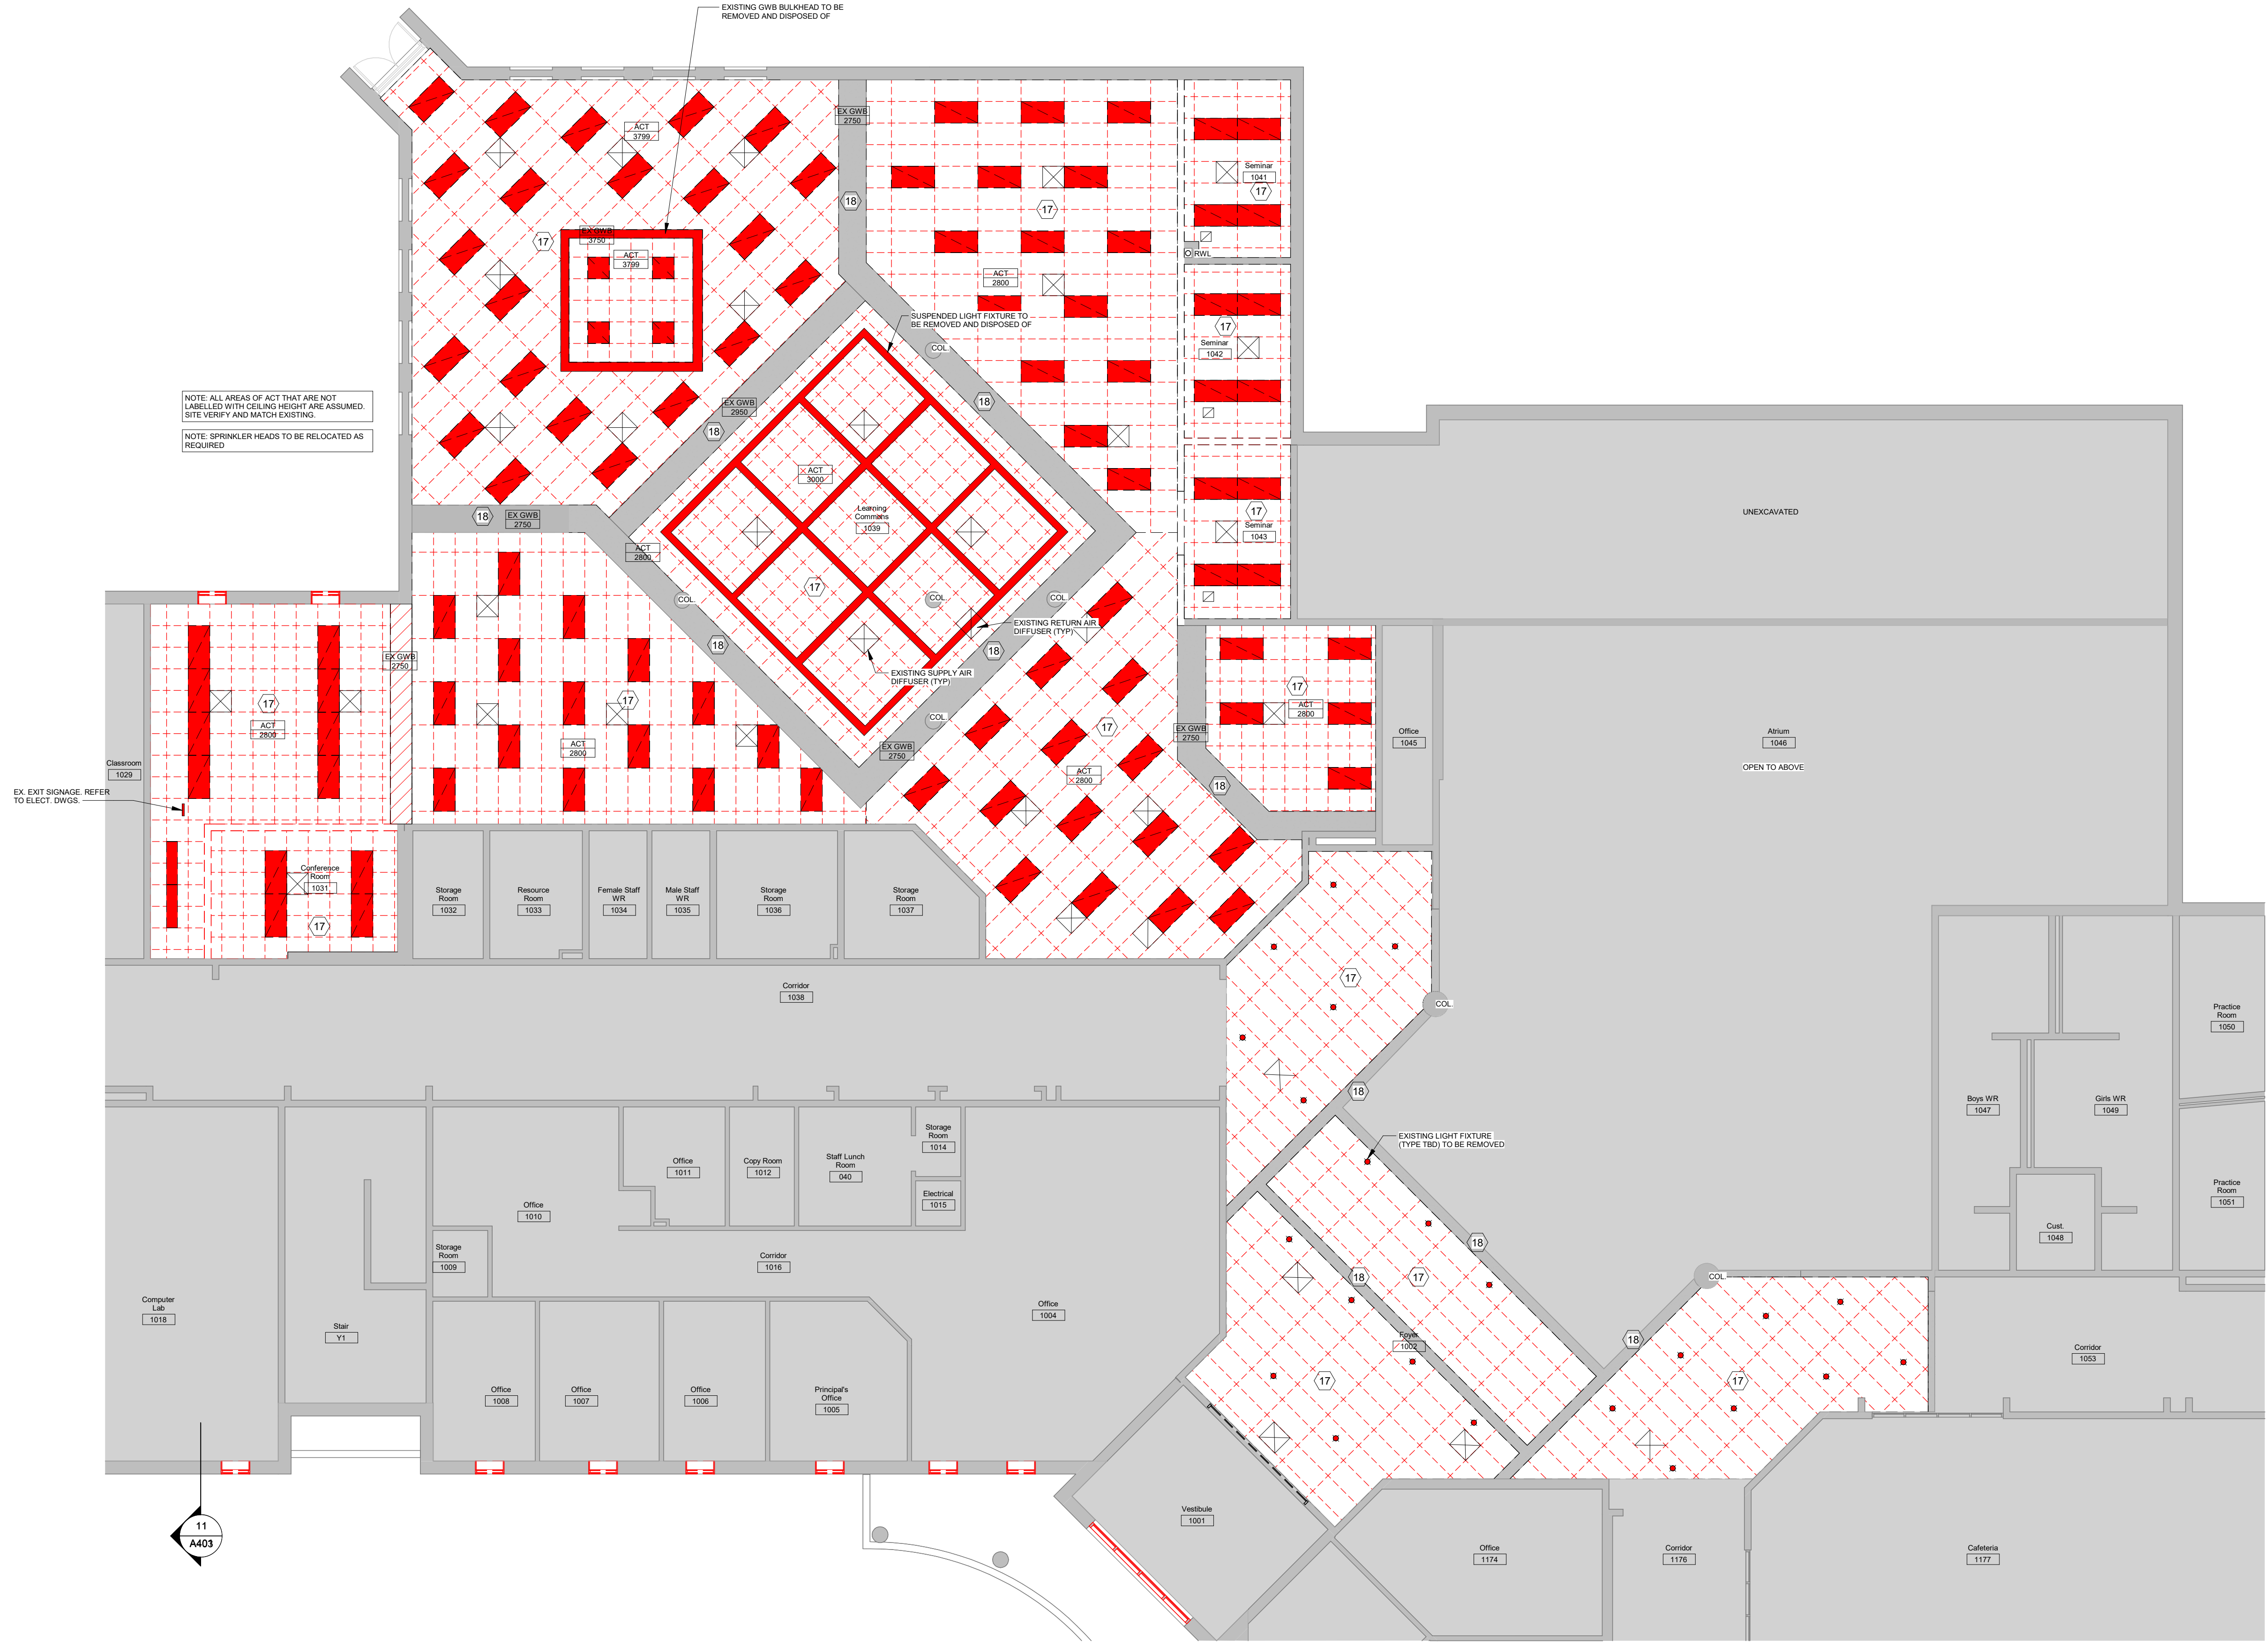 EXISTING GWB BULKHEAD TO BE
REMOVED AND DISPOSED OF
ACT
3799
EX GWB
2750
18
17
EX GWB
3750
ACT
3799
17
ACT
2800
Seminar
1041
17
RWL
SUSPENDED LIGHT FIXTURE TO
BE REMOVED AND DISPOSED OF
COL.
17
Seminar
1042
NOTE: ALL AREAS OF ACT THAT ARE NOT
LABELLED WITH CEILING HEIGHT ARE ASSUMED.
SITE VERIFY AND MATCH EXISTING.
NOTE: SPRINKLER HEADS TO BE RELOCATED AS
REQUIRED
EX GWB
2950
18
18
ACT
3000
Learning
Commons
1039
17
18
EX GWB
2750
ACT
2800
17
Seminar
1043
UNEXCAVATED
COL.
COL.
COL.
EXISTING RETURN AIR
DIFFUSER (TYP)
18
18
EXISTING SUPPLY AIR
DIFFUSER (TYP)
COL.
EX GWB
2750
EX GWB
2750
17
ACT
2800
17
ACT
2800
17
ACT
2800
EX GWB
2750
17
ACT
2800
18
Office
1045
Atrium
1046
OPEN TO ABOVE
Classroom
1029
EX. EXIT SIGNAGE. REFER
TO ELECT. DWGS.
Conference
Room
1031
17
Storage
Room
1032
Resource
Room
1033
Female Staff
WR
1034
Male Staff
WR
1035
Storage
Room
1036
Storage
Room
1037
Corridor
1038
17
COL.
18
Practice
Room
1050
Boys WR
1047
Girls WR
1049
EXISTING LIGHT FIXTURE
(TYPE TBD) TO BE REMOVED
Storage
Room
1014
Office
1011
Copy Room
1012
Staff Lunch
Room
040
Electrical
1015
Office
1010
Practice
Room
1051
Cust.
1048
Storage
Room
1009
Corridor
1016
18
18
17
COL.
Computer
Lab
1018
Stair
Y1
Office
1004
Foyer
1002
18
17
17
Corridor
1053
Office
1008
Office
1007
Office
1006
Principal's
Office
1005
Vestibule
1001
11
A403
Office
1174
Corridor
1176
Cafeteria
1177